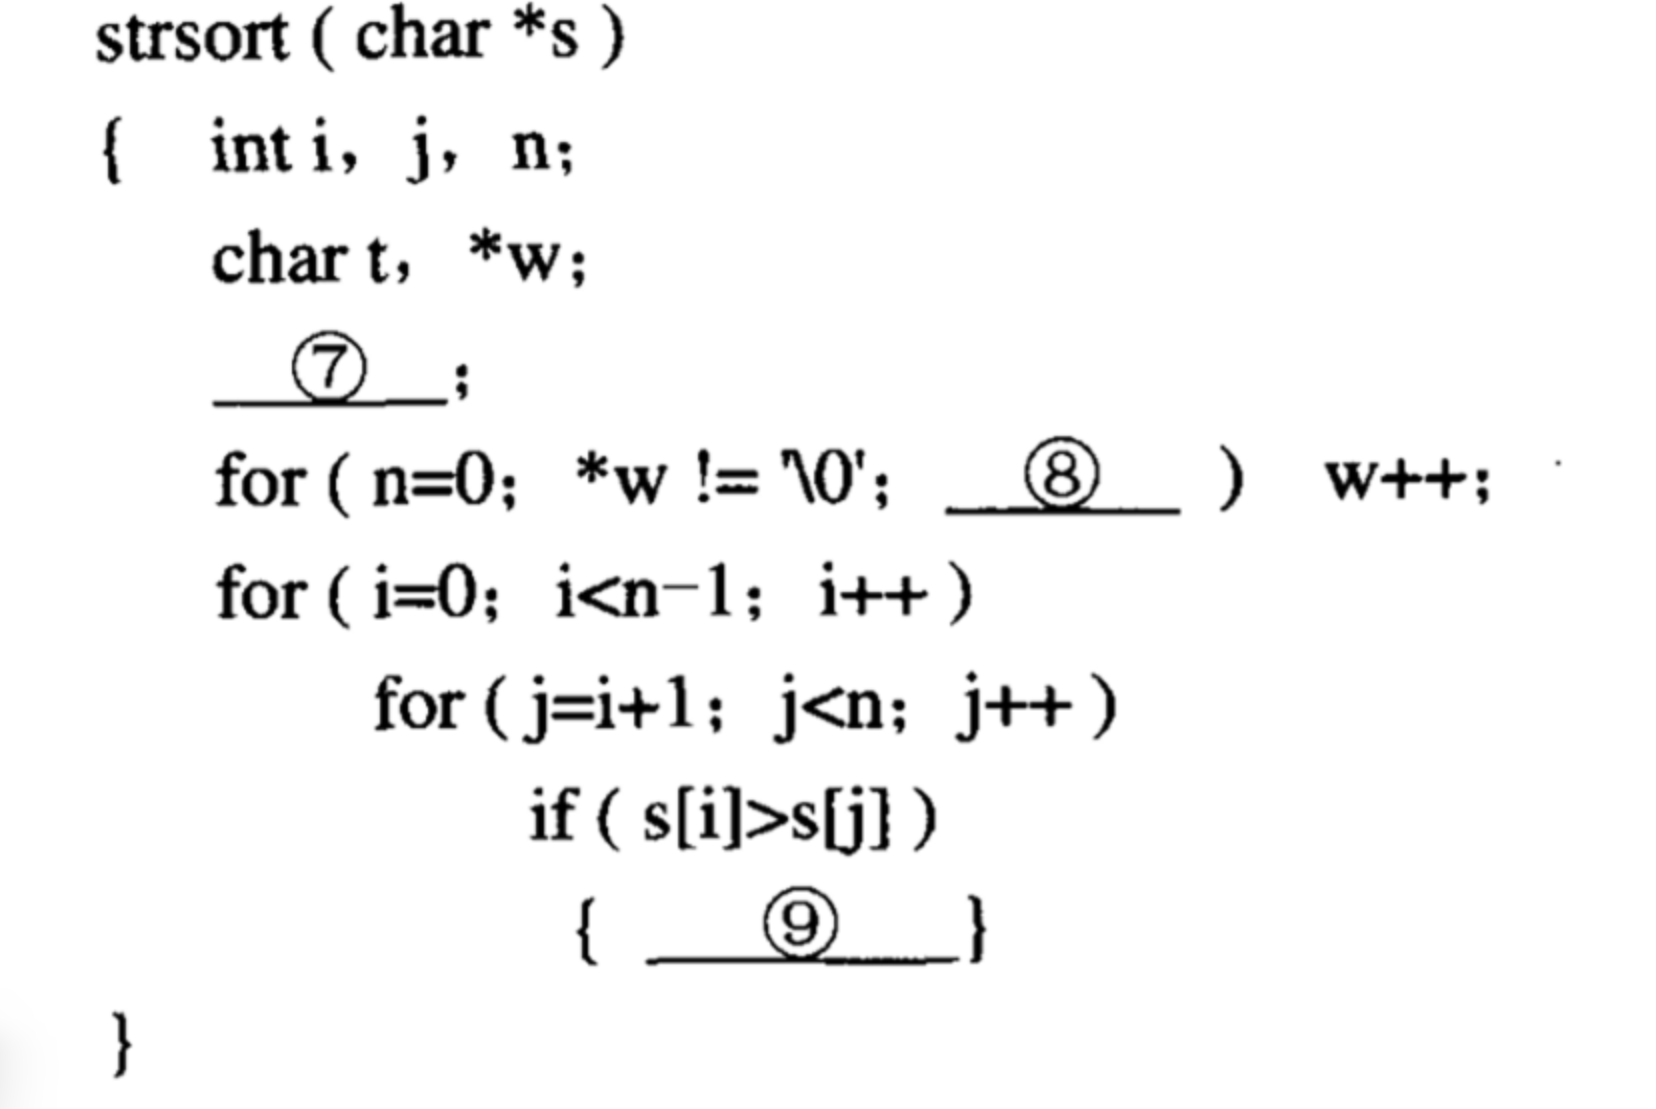 strsort ( char *s )
{ int i， j， n；
char t， *w；
⑦ ；
for ( n=0； *w != '\0'； ⑧ ) w++；
for ( i=0； i<n-1； i++ )
for ( j=i+1； j<n； j++ )
if ( s[i]>s[j] )
{ ⑨ }
}